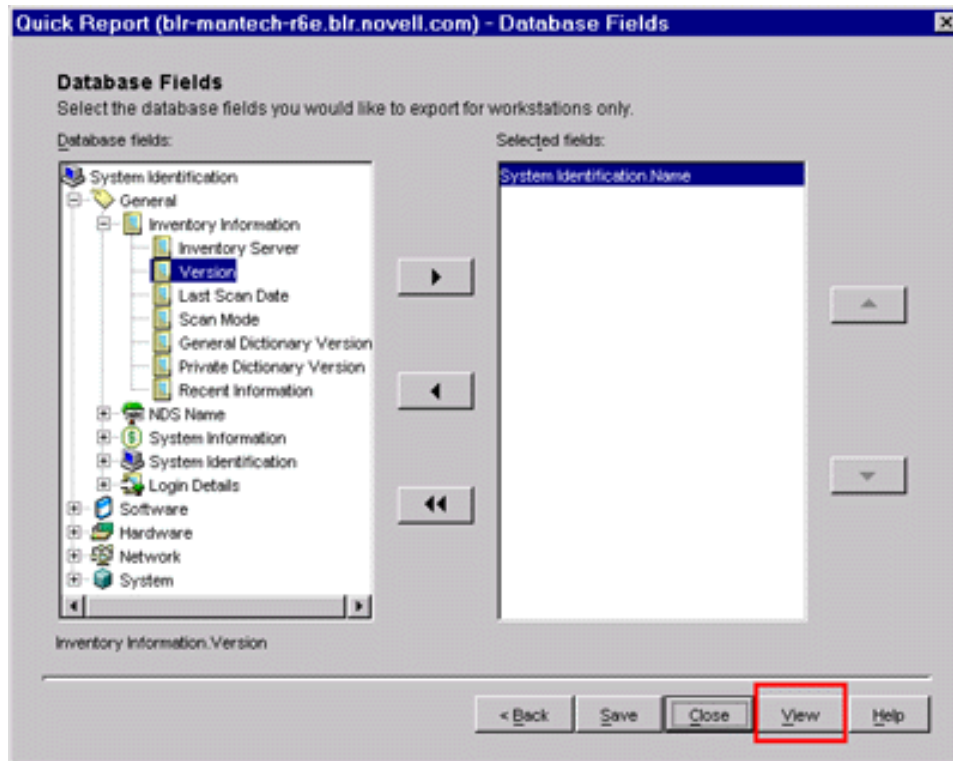 Quick Report (blr-mantech-r6e.blr.novell.com) - Database Fields
Database Fields
Select the database fields you would like to export for workstations only.
Database fields:
Selected fields:
System Identification
General
Inventory Information
Inventory Server
Version
Last Scan Date
Scan Mode
General Dictionary Version
Private Dictionary Version
Recent Information
NDS Name
System Information
System Identification
Login Details
Software
Hardware
Network
System
System Identification.Name
Inventory Information.Version
< Back
Save
Close
View
Help